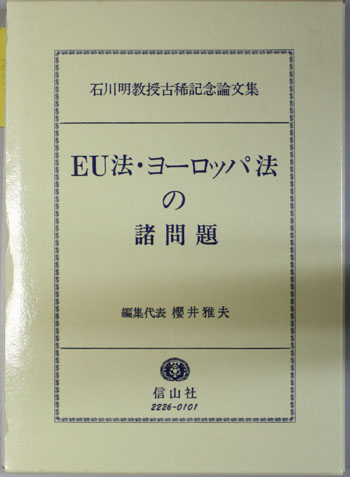 石川明教授古稀記念論文集
EU法・ヨーロッパ法
の
諸問題
編集代表 櫻井雅夫
信山社
2226-0101